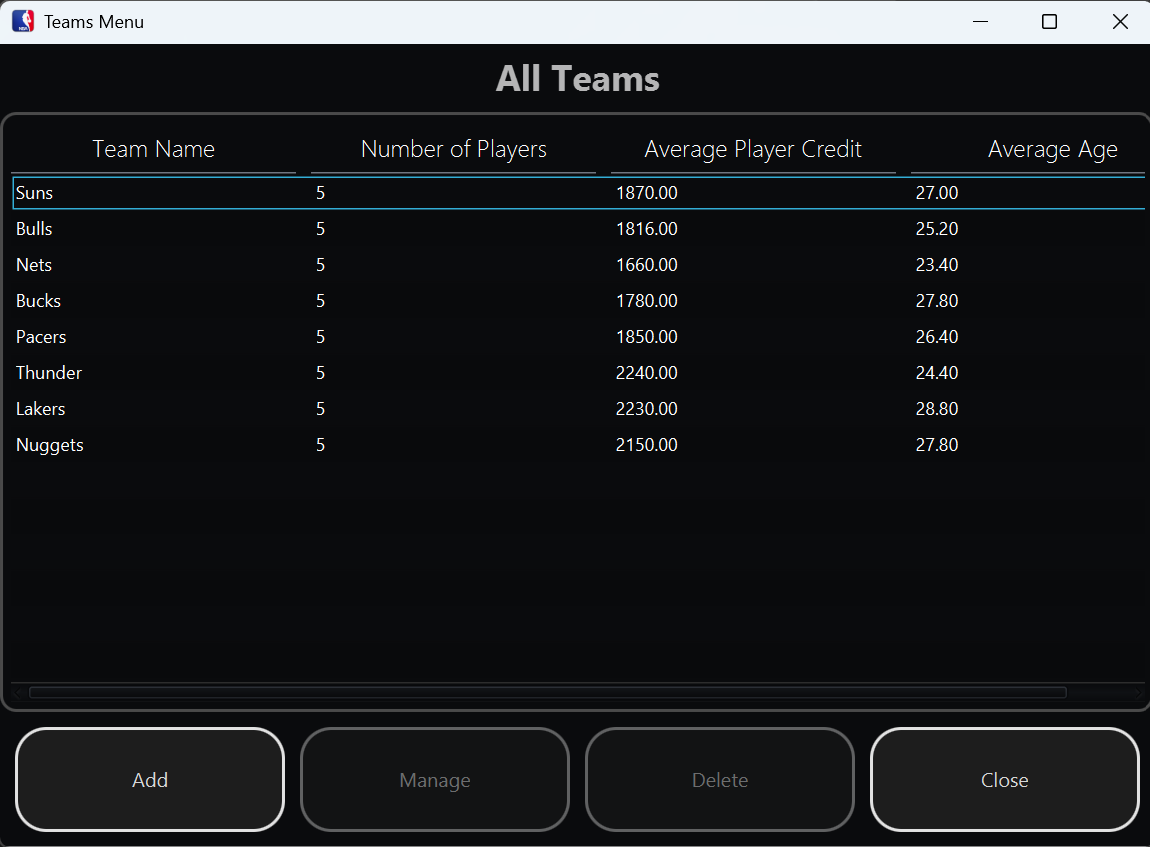 Teams Menu
All Teams
Team Name Number of Players Average Player Credit Average Age
Suns 5 1870.00 27.00
Bulls 5 1816.00 25.20
Nets 5 1660.00 23.40
Bucks 5 1780.00 27.80
Pacers 5 1850.00 26.40
Thunder 5 2240.00 24.40
Lakers 5 2230.00 28.80
Nuggets 5 2150.00 27.80
Add Manage Delete Close